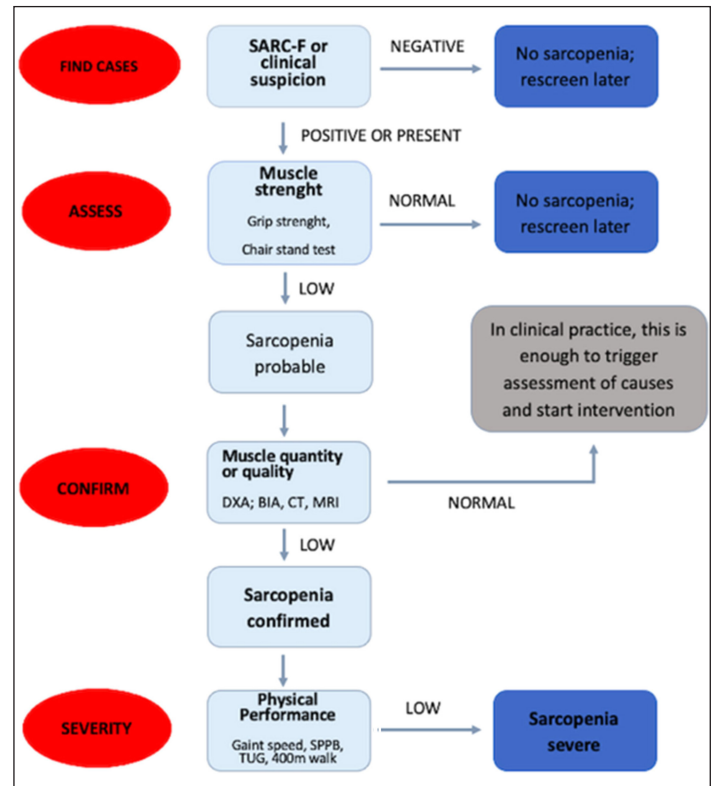 FIND CASES
SARC-F or
clinical
suspicion
NEGATIVE
No sarcopenia;
rescreen later
POSITIVE OR PRESENT
ASSESS
Muscle
strenght
Grip strenght,
Chair stand test
NORMAL
No sarcopenia;
rescreen later
LOW
Sarcopenia
probable
In clinical practice, this is
enough to trigger
assessment of causes
and start intervention
CONFIRM
Muscle quantity
or quality
DXA; BIA, CT, MRI
NORMAL
LOW
Sarcopenia
confirmed
SEVERITY
Physical
Performance
Gaint speed, SPPB,
TUG, 400m walk
LOW
Sarcopenia
severe